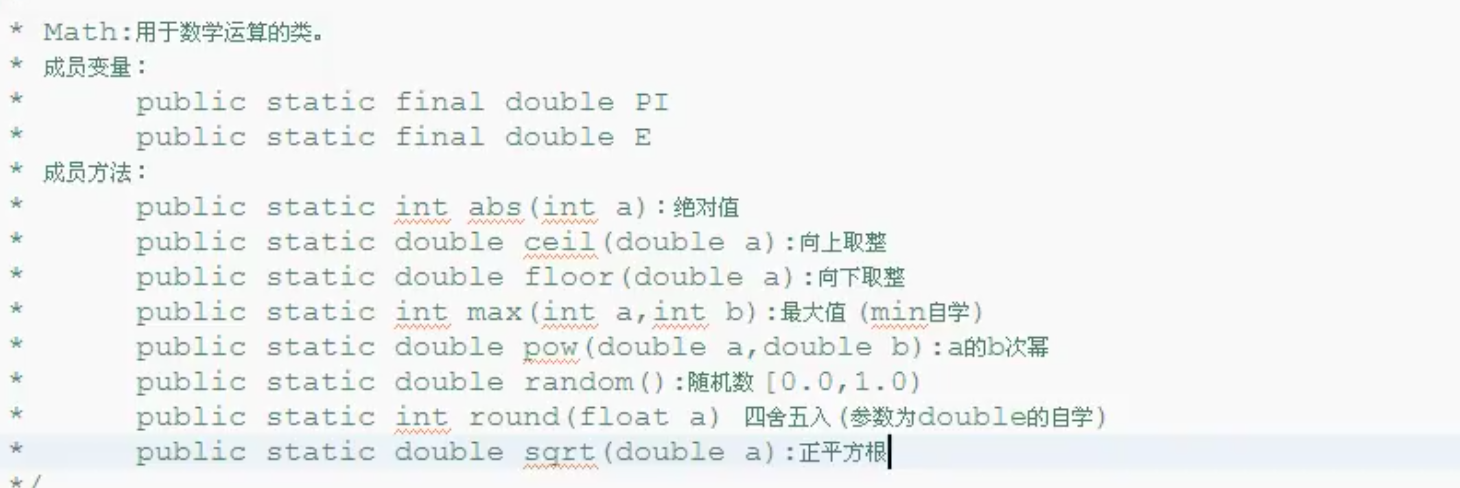 * Math:用于数学运算的类。
* 成员变量:
* public static final double PI
* public static final double E
* 成员方法:
* public static int abs(int a):绝对值
* public static double ceil(double a):向上取整
* public static double floor(double a):向下取整
* public static int max(int a,int b):最大值 (min自学)
* public static double pow(double a,double b):a的b次幂
* public static double random():随机数 [0.0,1.0)
* public static int round(float a) 四舍五入(参数为double的自学)
* public static double sqrt(double a):正平方根
*/